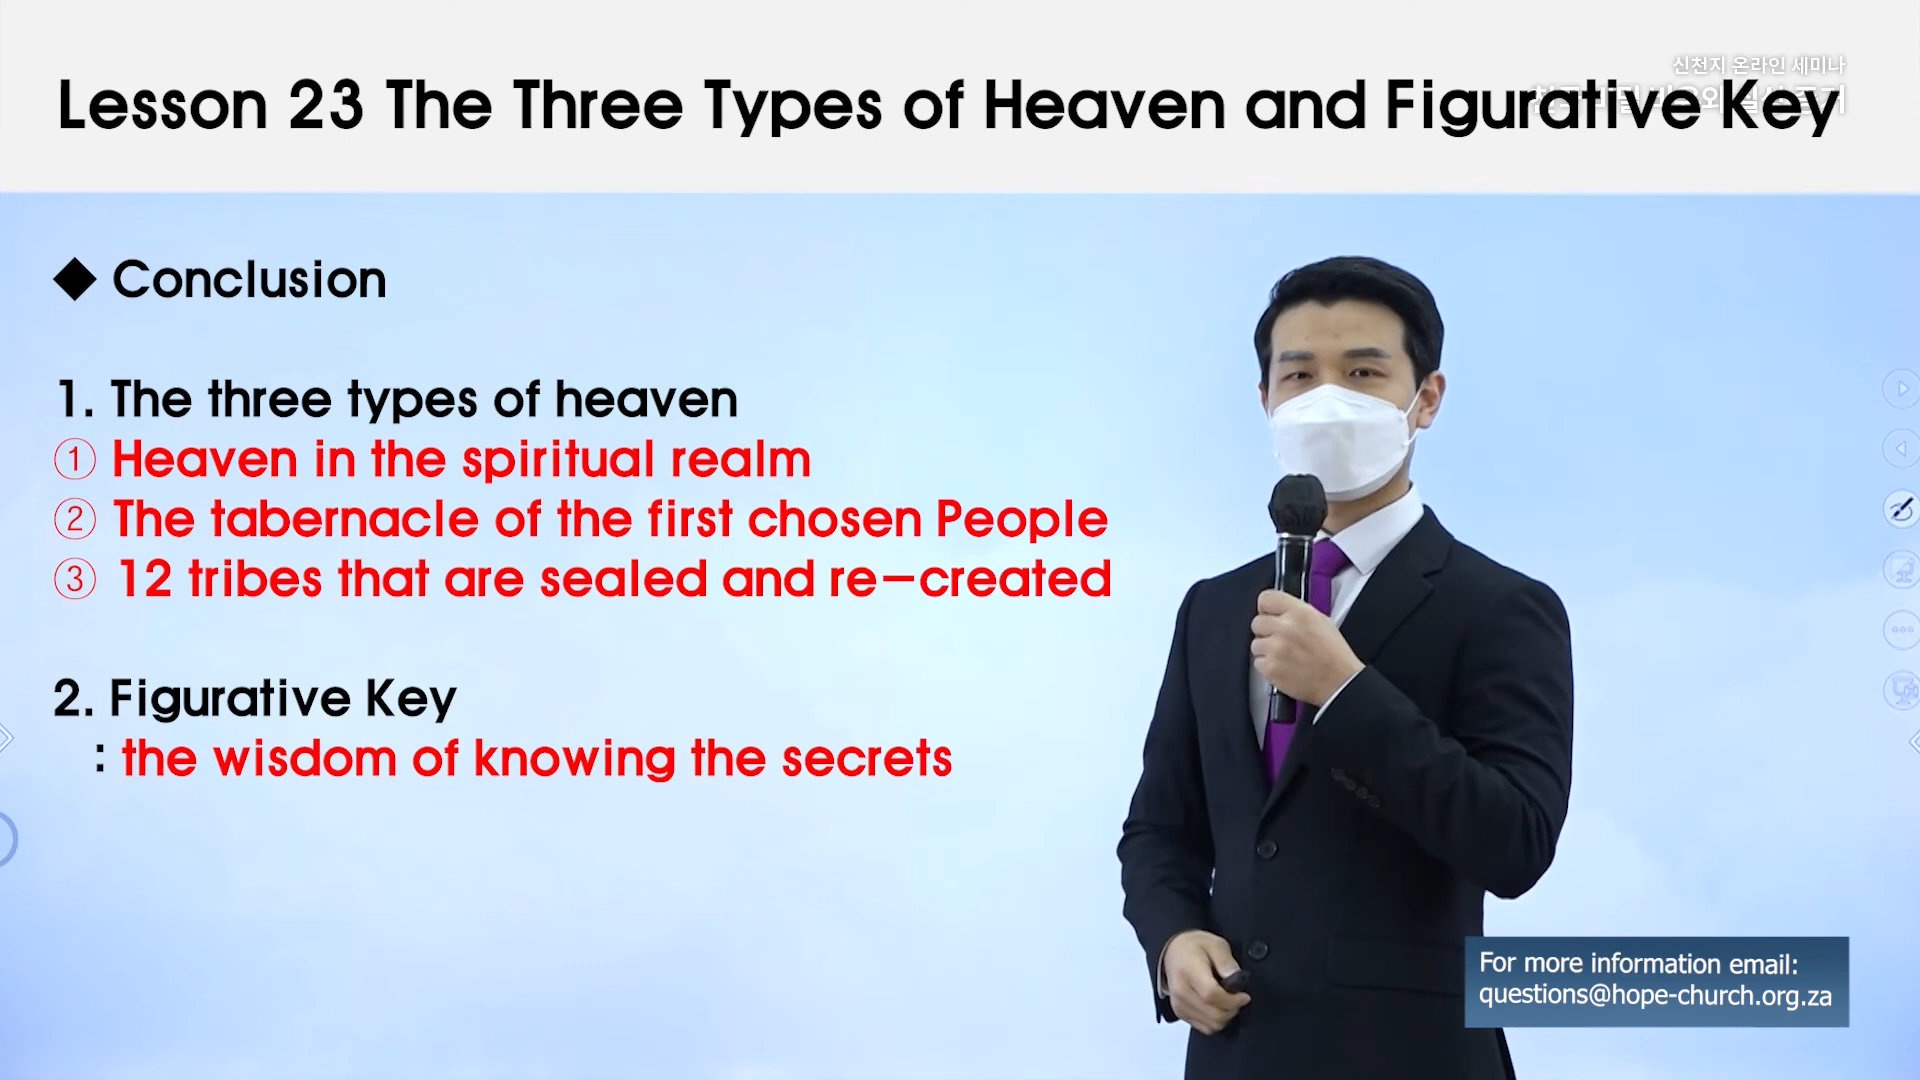 Lesson 23 The Three Types of Heaven and Figurative Key
신천지 온라인 세미나
◆ Conclusion
1. The three types of heaven
① Heaven in the spiritual realm
② The tabernacle of the first chosen People
③ 12 tribes that are sealed and re-created
2. Figurative Key
: the wisdom of knowing the secrets
For more information email:
questions@hope-church.org.za